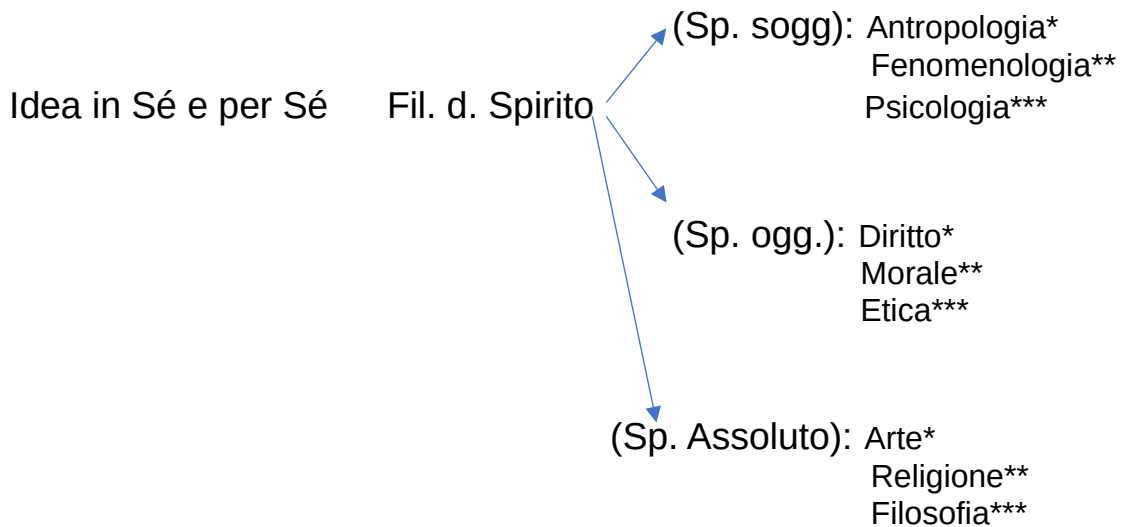 (Sp. sogg): Antropologia*
Fenomenologia**
Idea in Sé e per Sé Fil. d. Spirito
Psicologia***
(Sp. ogg.): Diritto*
Morale**
Etica***
(Sp. Assoluto): Arte*
Religione**
Filosofia***